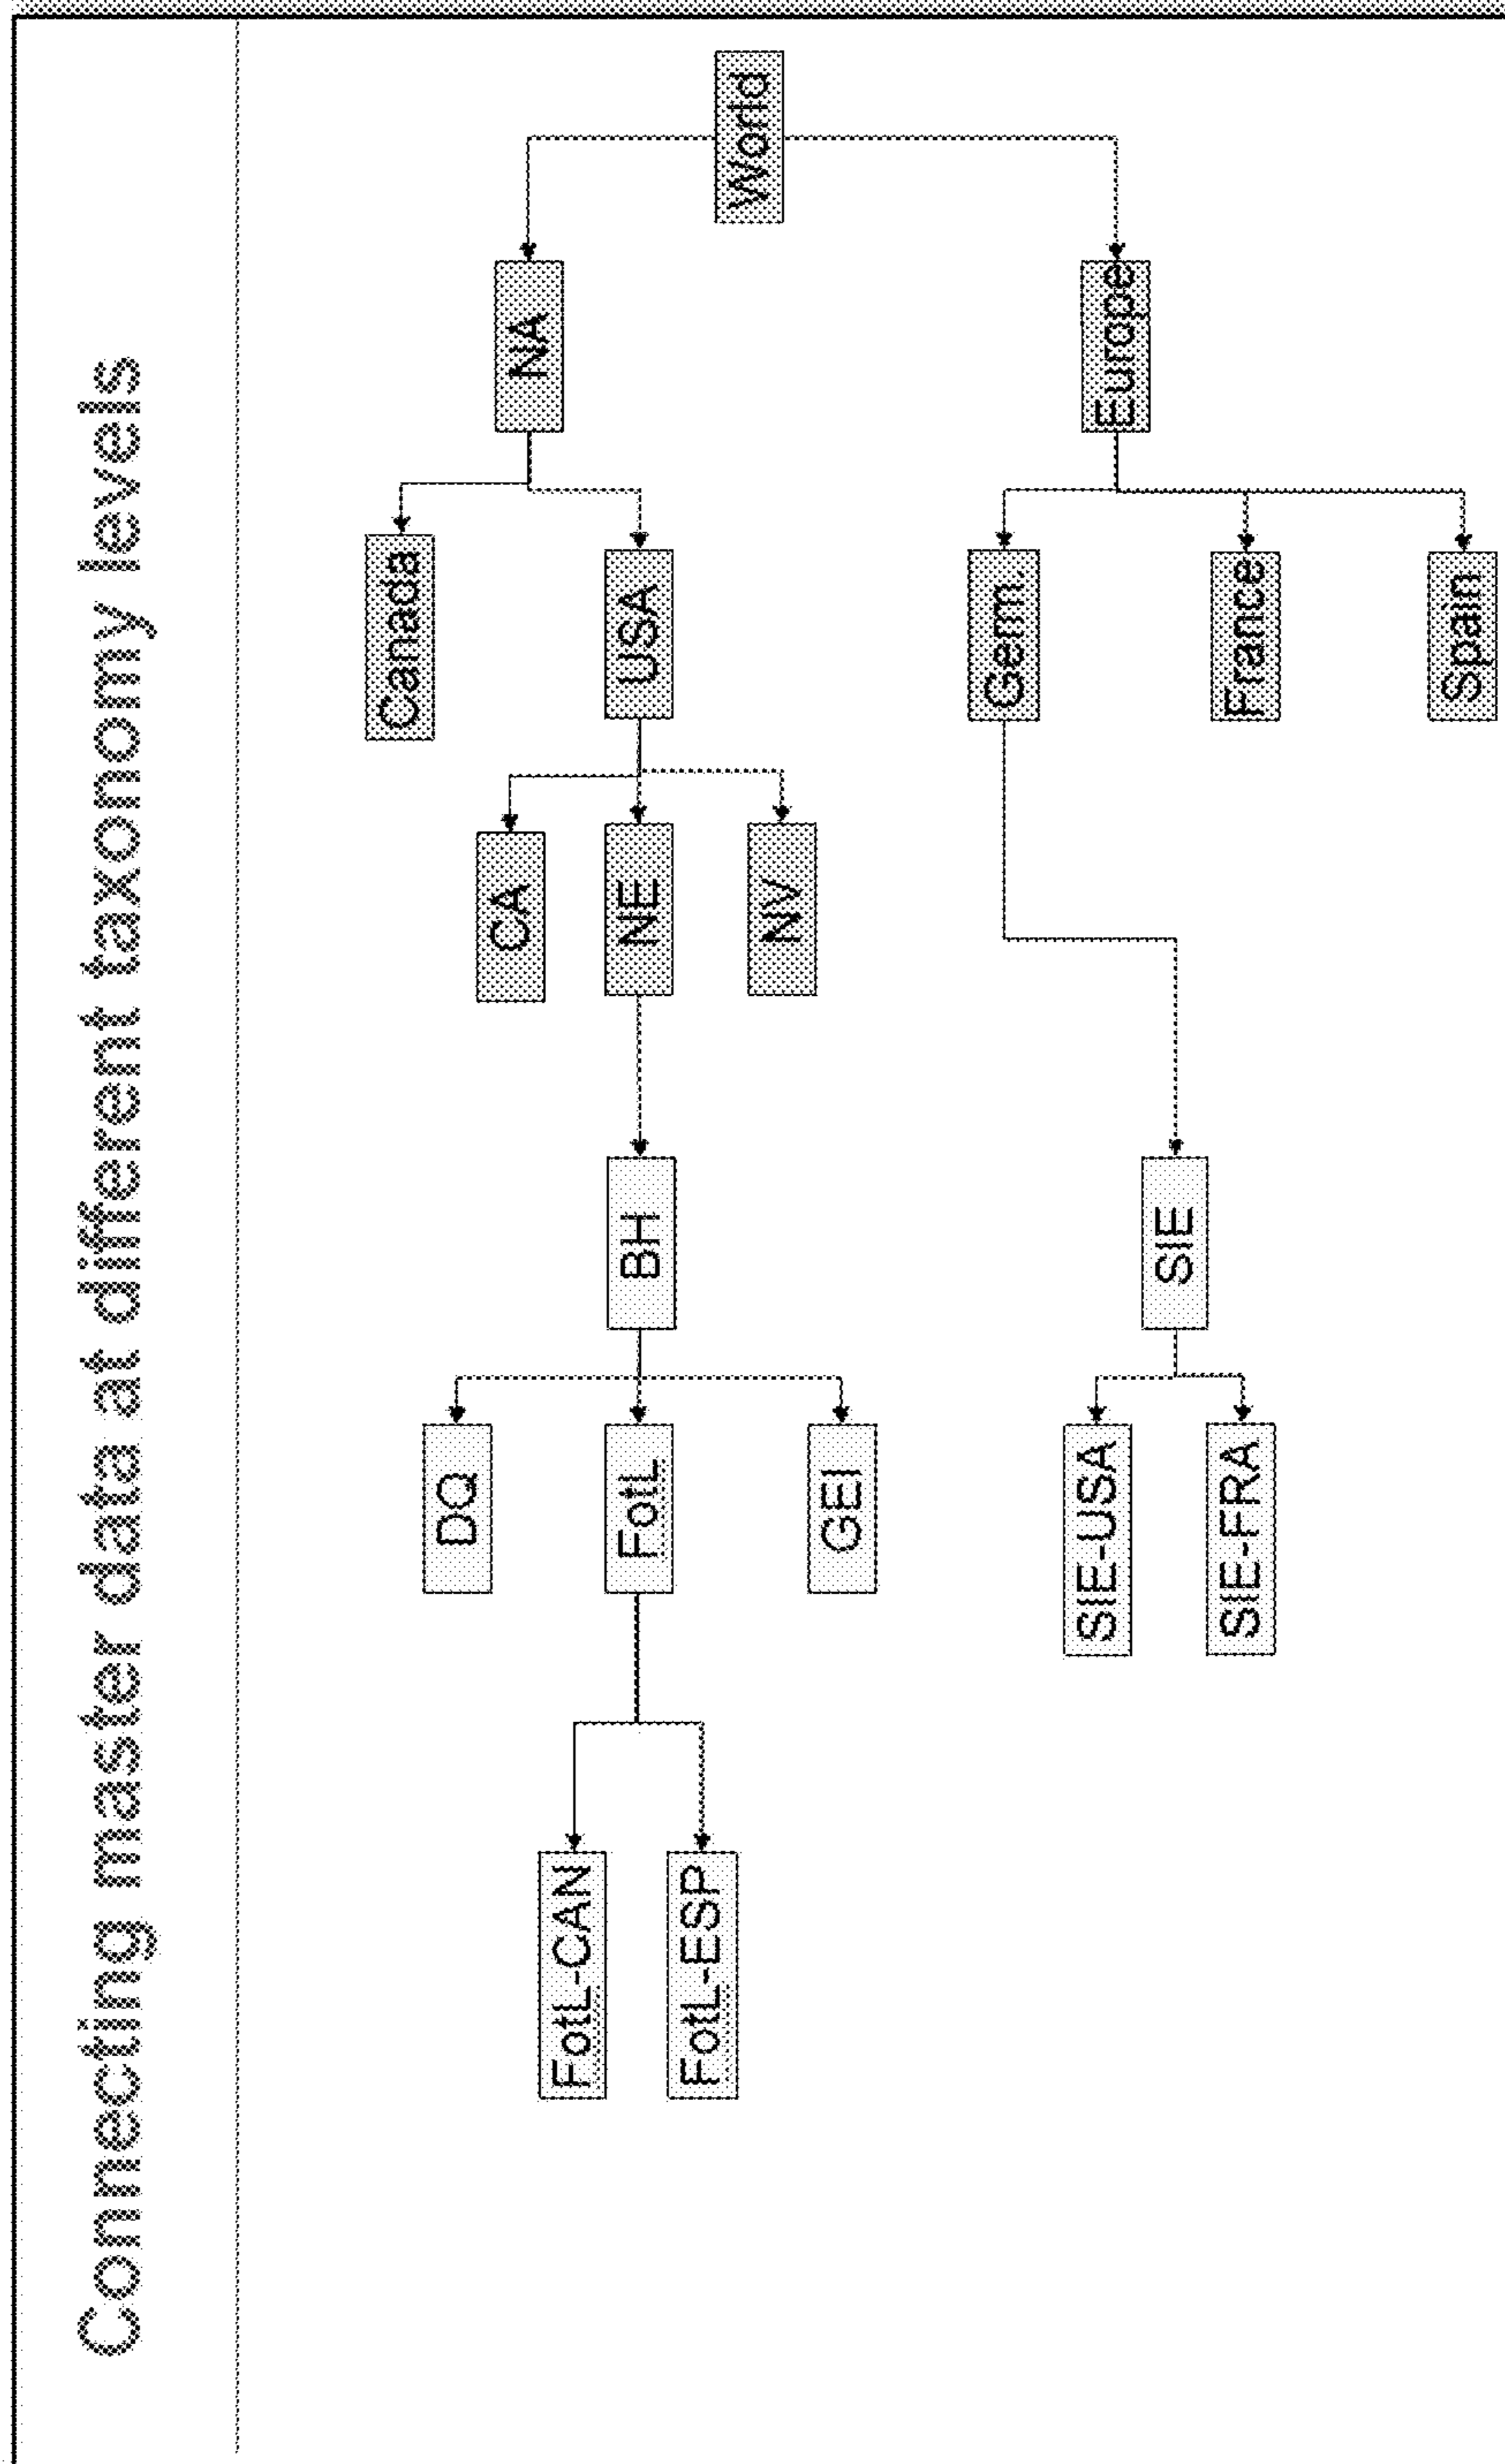 Connecting master data at different taxonomy levels
World
NA
Europe
Canada
USA
Germ.
France
Spain
CA
NE
NV
BH
SIE
DQ
FotL
GEI
SIE-USA
SIE-FRA
FotL-CAN
FotL-ESP